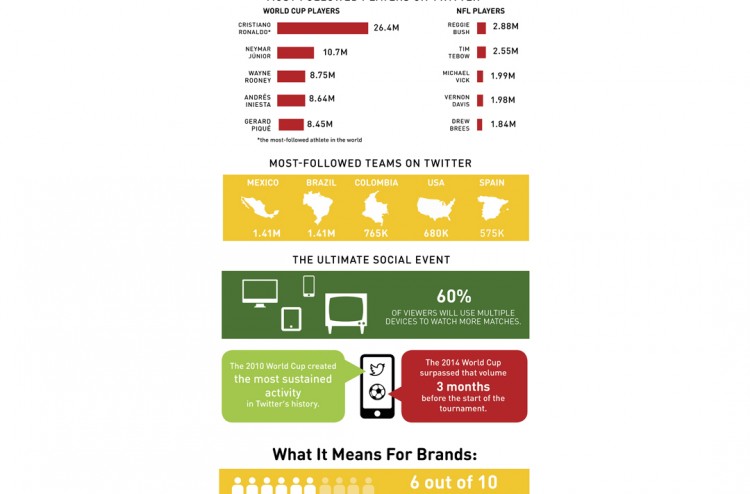 MOST-FOLLOWED PLAYERS ON TWITTER
WORLD CUP PLAYERS
CRISTIANO
RONALDO*
26.4M
NEYMAR
JÚNIOR
10.7M
WAYNE
ROONEY
8.75M
ANDRÉS
INIESTA
8.64M
GERARD
PIQUÉ
8.45M
*the most-followed athlete in the world
NFL PLAYERS
REGGIE
BUSH
2.88M
TIM
TEBOW
2.55M
MICHAEL
VICK
1.99M
VERNON
DAVIS
1.98M
DREW
BREES
1.84M
MOST-FOLLOWED TEAMS ON TWITTER
MEXICO BRAZIL COLOMBIA USA SPAIN
1.41M 1.41M 765K 680K 575K
THE ULTIMATE SOCIAL EVENT
60%
OF VIEWERS WILL USE MULTIPLE
DEVICES TO WATCH MORE MATCHES.
The 2010 World Cup created
the most sustained
activity
in Twitter's history.
The 2014 World Cup
surpassed that volume
3 months
before the start of the
tournament.
What It Means For Brands:
6 out of 10